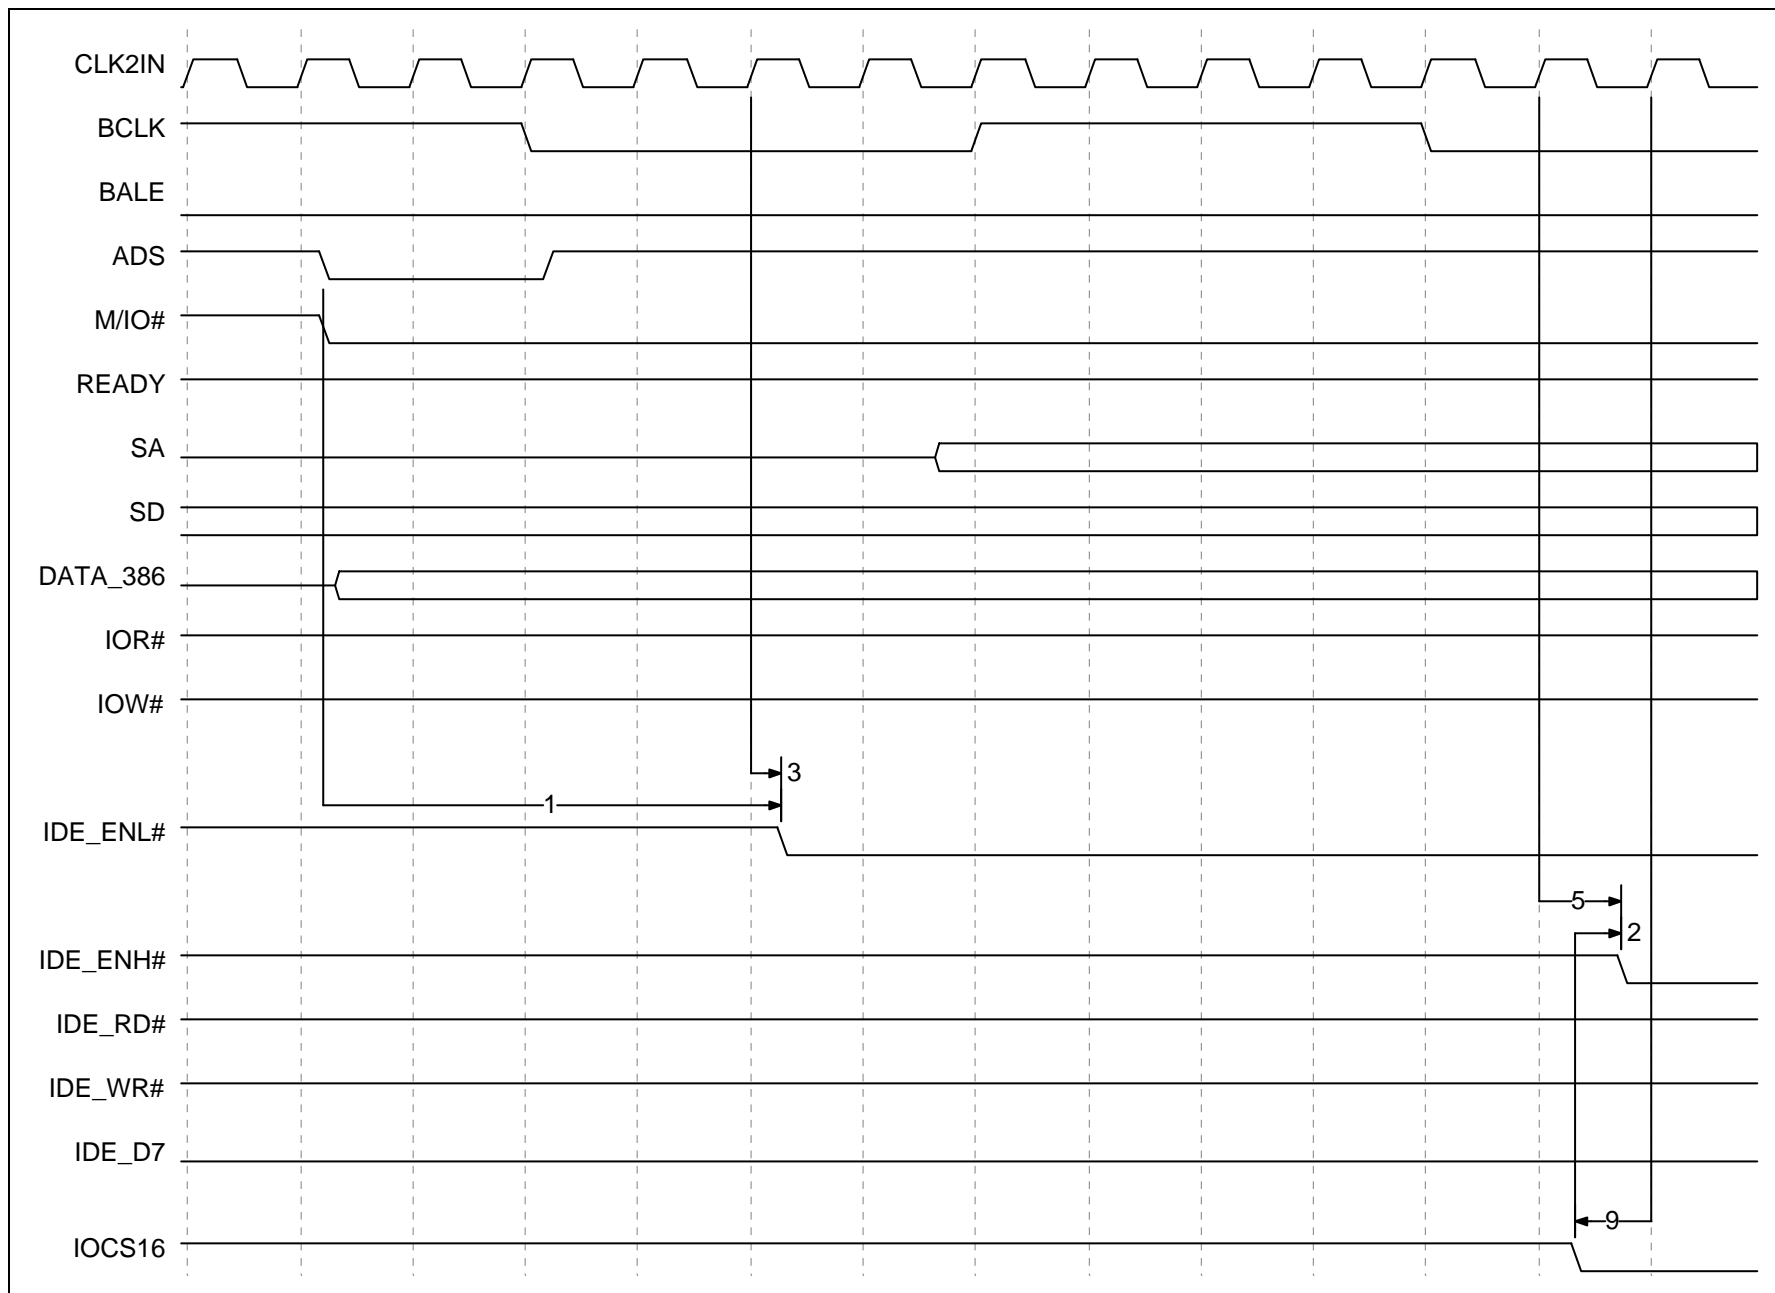 CLK2IN
BCLK
BALE
ADS
M/IO#
READY
SA
SD
DATA_386
IOR#
IOW#
3
1
IDE_ENL#
5
2
IDE_ENH#
IDE_RD#
IDE_WR#
IDE_D7
9
IOCS16